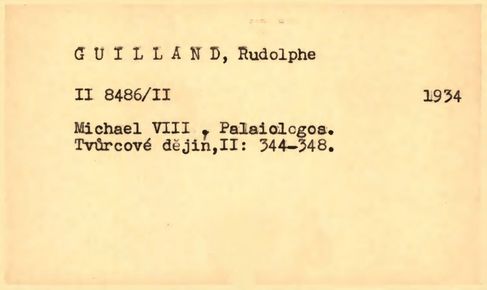 G U I L L A N D, Rudolphe
II 8486/II 1934
Michael VIII , Palaiologos.
Tvůrcové dějin,II: 344-348.